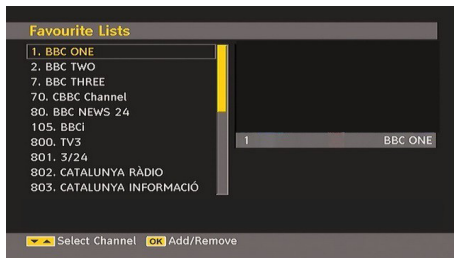 Favourite Lists
1. BBC ONE
2. BBC TWO
7. BBC THREE
70. CBBC Channel
80. BBC NEWS 24
105. BBCi
800. TV3
801. 3/24
802. CATALUNYA RÀDIO
803. CATALUNYA INFORMACIÓ
1 BBC ONE
Select Channel OK Add/Remove